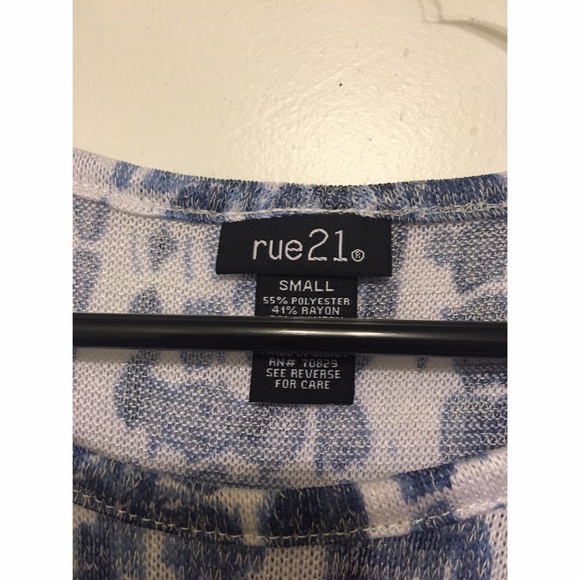 rue21®
SMALL
55% POLYESTER
41% RAYON
RN# 70829
SEE REVERSE
FOR CARE